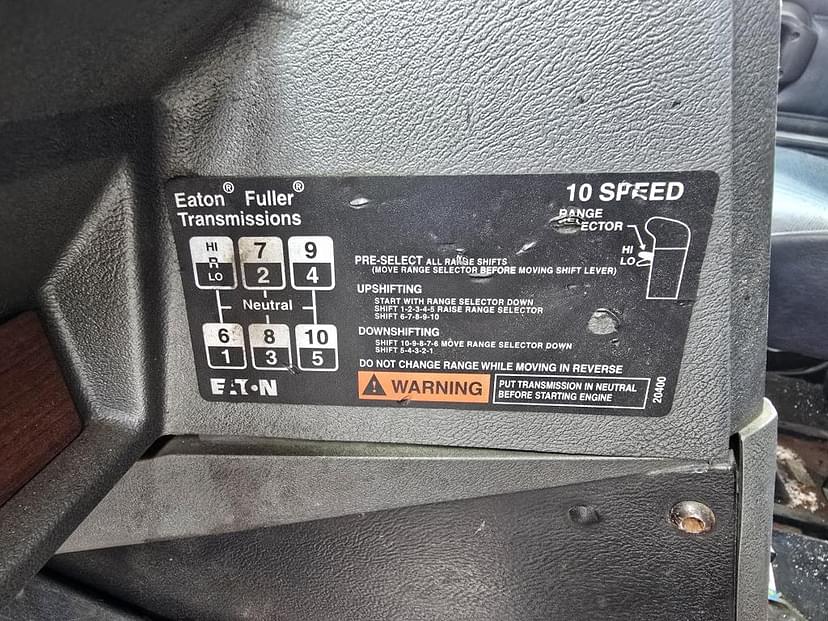 Eaton® Fuller®
Transmissions
10 SPEED
RANGE
SELECTOR
HI
LO
HI
R
LO
7
2
9
4
Neutral
6
1
8
3
10
5
EATON
PRE-SELECT ALL RANGE SHIFTS
(MOVE RANGE SELECTOR BEFORE MOVING SHIFT LEVER)
UPSHIFTING
START WITH RANGE SELECTOR DOWN
SHIFT 1-2-3-4-5 RAISE RANGE SELECTOR
SHIFT 6-7-8-9-10
DOWNSHIFTING
SHIFT 10-9-8-7-6 MOVE RANGE SELECTOR DOWN
SHIFT 5-4-3-2-1
DO NOT CHANGE RANGE WHILE MOVING IN REVERSE
WARNING
PUT TRANSMISSION IN NEUTRAL
BEFORE STARTING ENGINE
20400